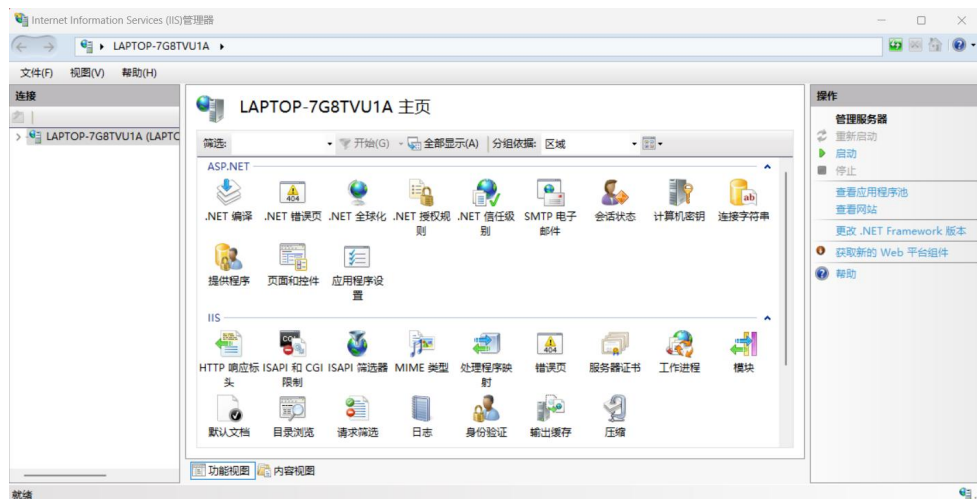 Internet Information Services (IIS)管理器
LAPTOP-7G8TVU1A
文件(F) 视图(V) 帮助(H)
连接
LAPTOP-7G8TVU1A (LAPTC
LAPTOP-7G8TVU1A 主页
筛选: 开始(G) 全部显示(A) 分组依据: 区域
ASP.NET
.NET 编译 .NET 错误页 .NET 全球化 .NET 授权规 .NET 信任级 SMTP 电子 会话状态 计算机密钥 连接字符串
则 别 邮件
404
ab
提供程序 页面和控件 应用程序设
置
IIS
HTTP 响应标 ISAPI 和 CGI ISAPI 筛选器 MIME 类型 处理程序映 错误页 服务器证书 工作进程 模块
头 限制 射
404
默认文档 目录浏览 请求筛选 日志 身份验证 输出缓存 压缩
功能视图 内容视图
操作
管理服务器
重新启动
启动
停止
查看应用程序池
查看网站
更改 .NET Framework 版本
获取新的 Web 平台组件
帮助
就绪